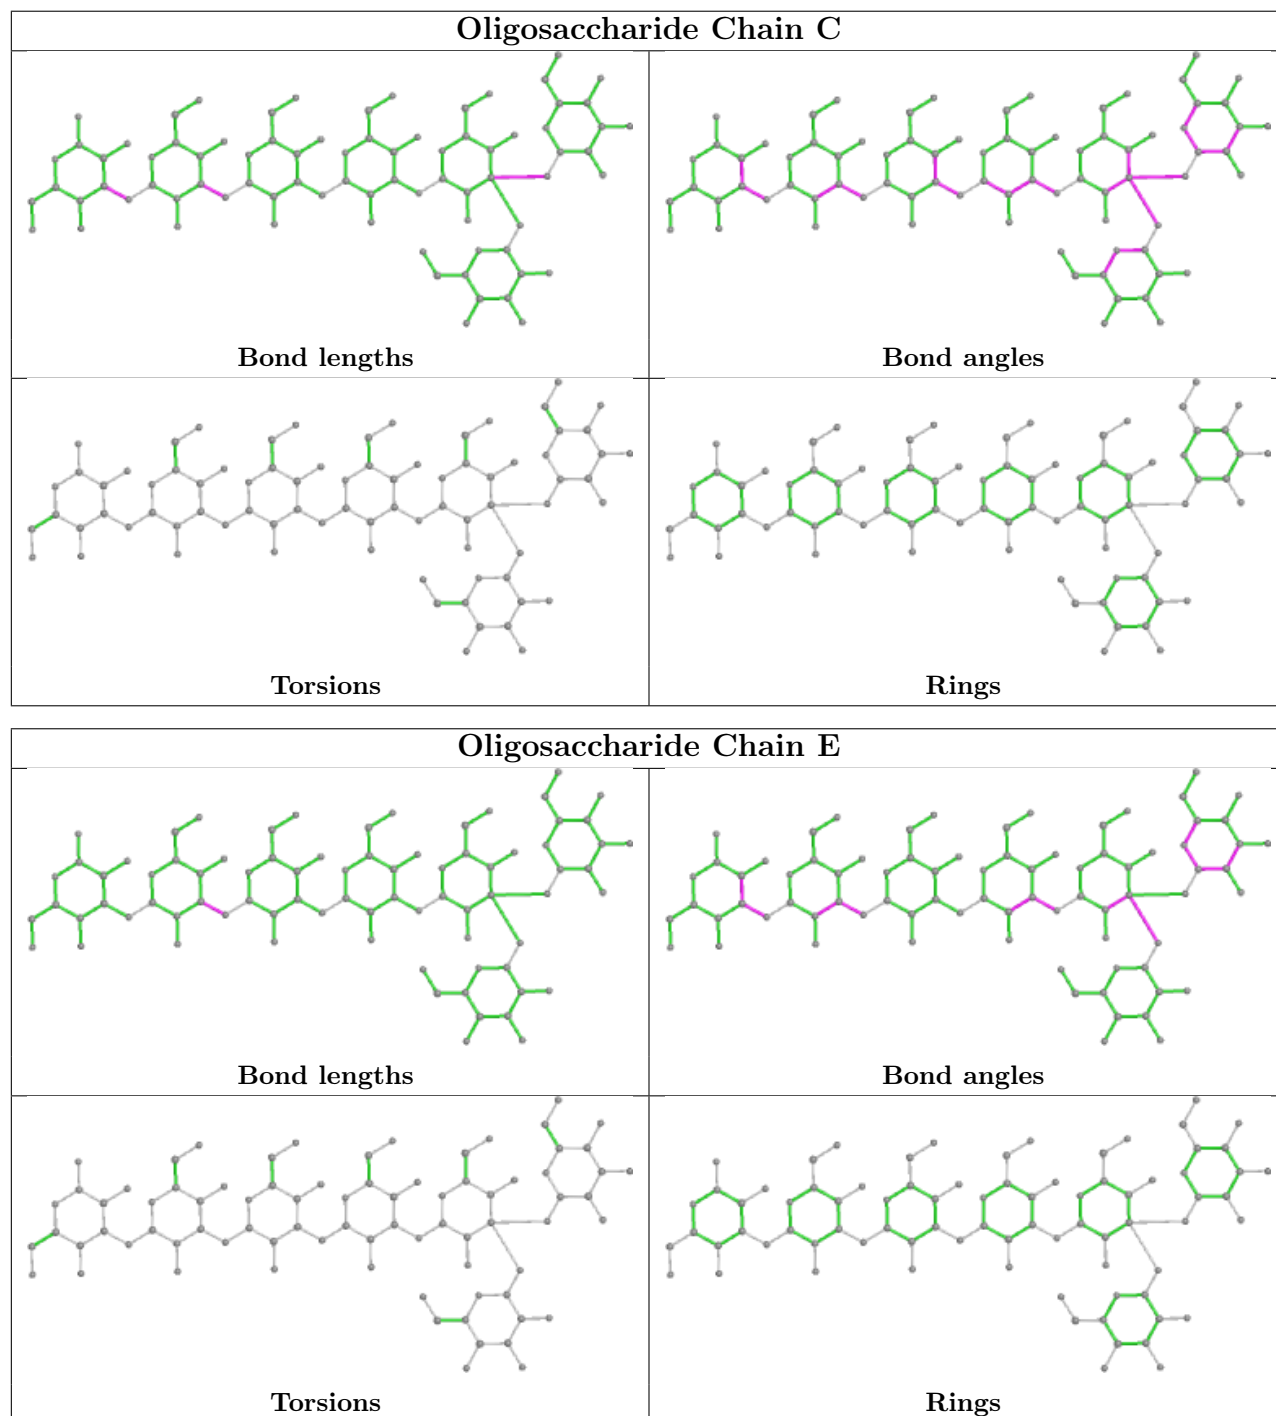 Oligosaccharide Chain C
Bond lengths
Bond angles
Torsions
Rings
Oligosaccharide Chain E
Bond lengths
Bond angles
Torsions
Rings